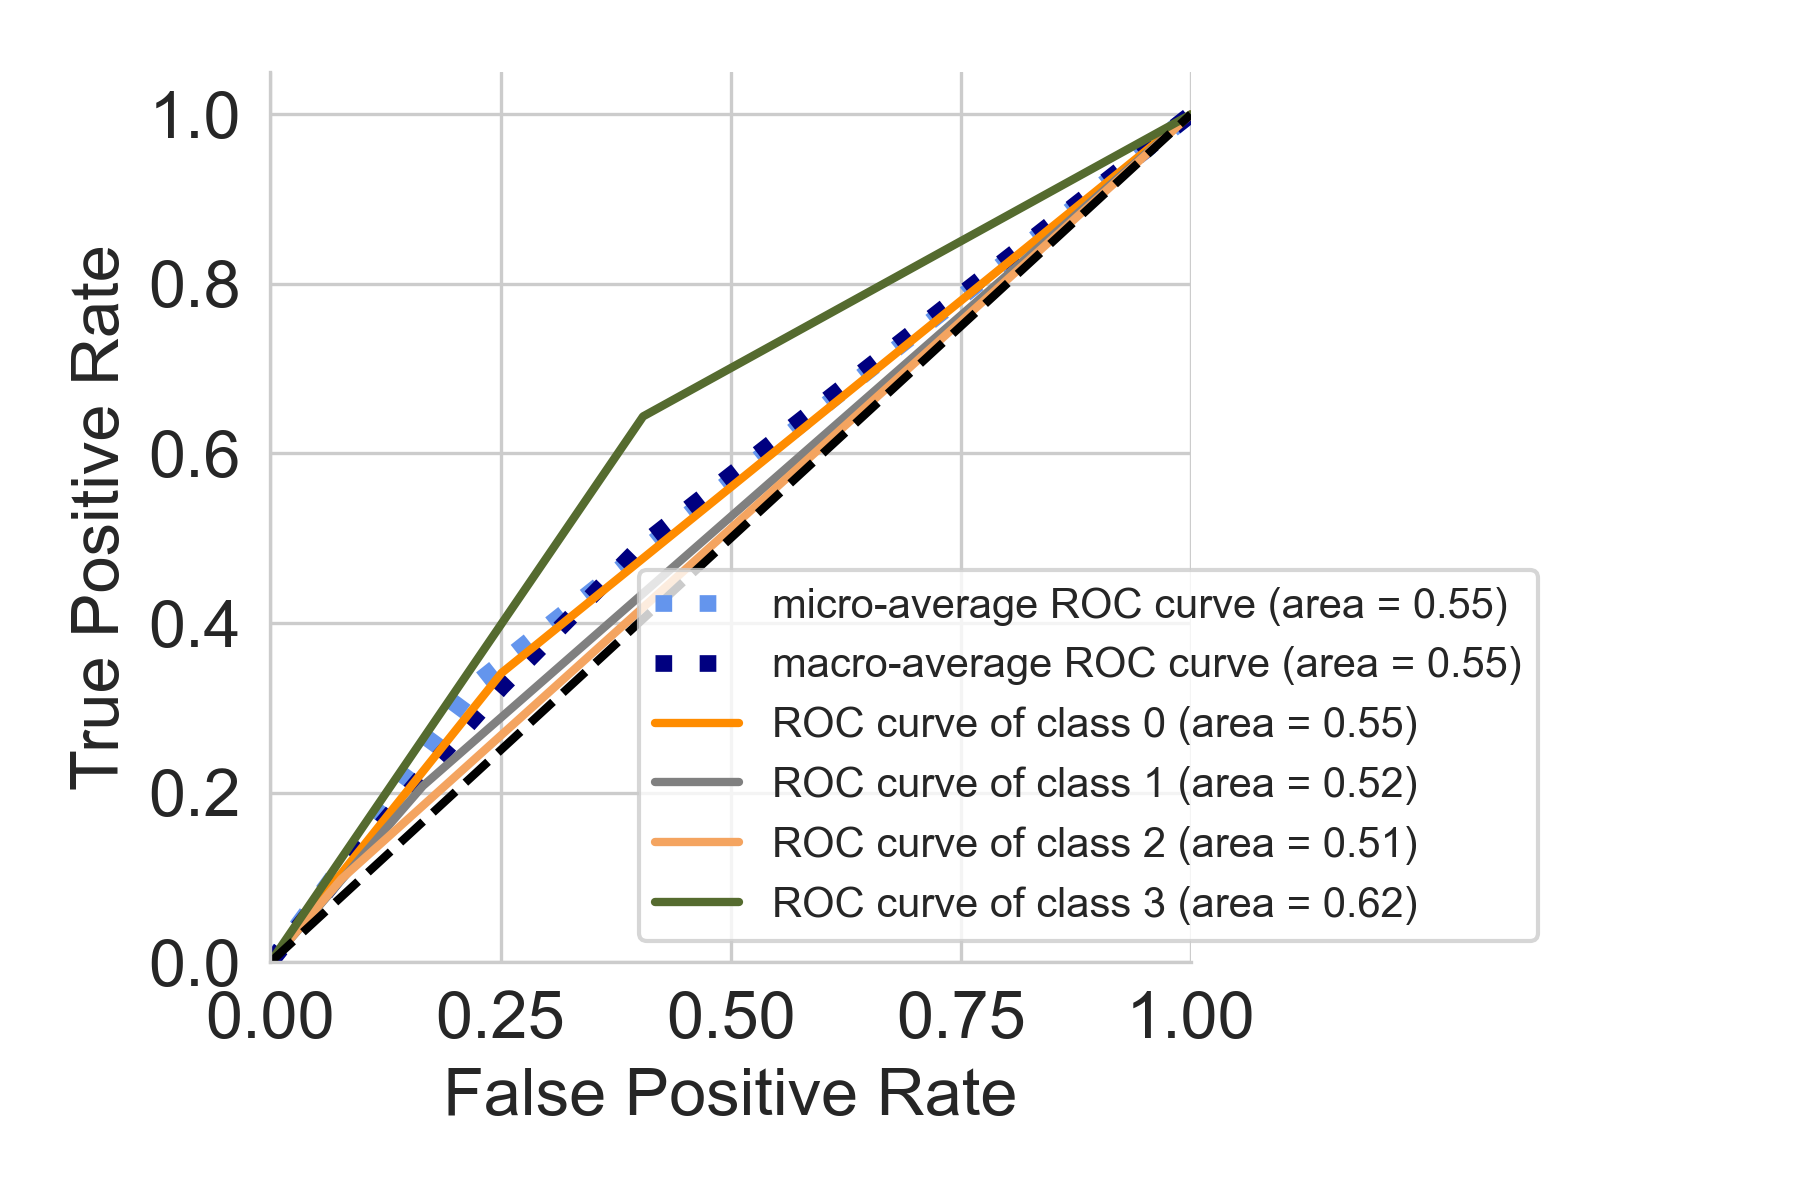 True Positive Rate
1.0
0.8
0.6
0.4
0.2
0.0
0.00 0.25 0.50 0.75 1.00
False Positive Rate
micro-average ROC curve (area = 0.55)
macro-average ROC curve (area = 0.55)
ROC curve of class 0 (area = 0.55)
ROC curve of class 1 (area = 0.52)
ROC curve of class 2 (area = 0.51)
ROC curve of class 3 (area = 0.62)